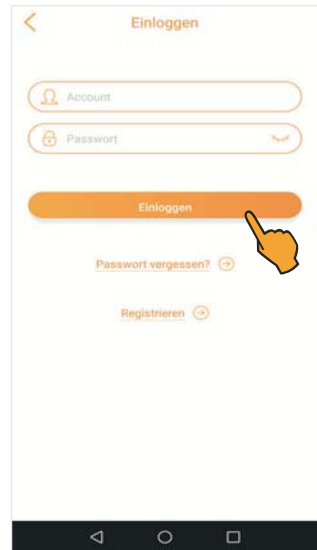 Einloggen
Account
Passwort
Einloggen
Passwort vergessen?
Registrieren